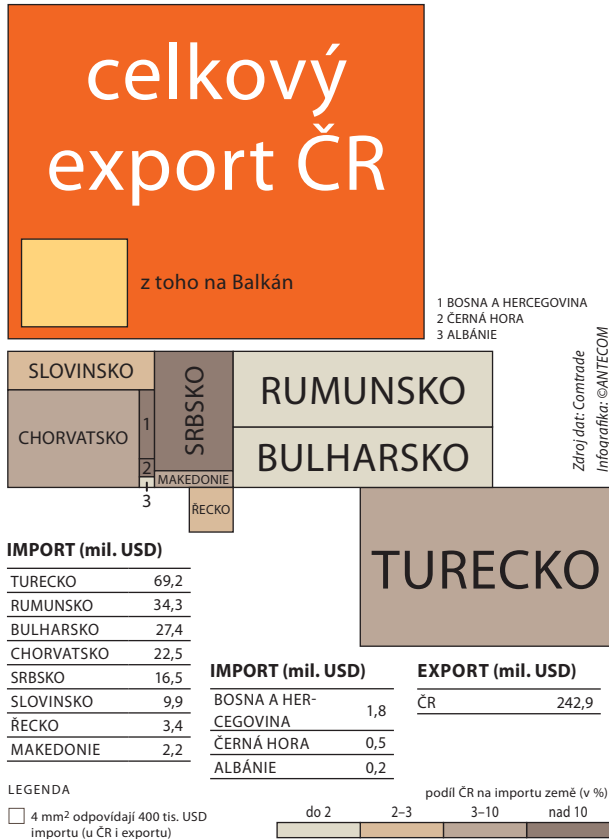 celkový
export ČR
z toho na Balkán
1 BOSNA A HERCEGOVINA
2 ČERNÁ HORA
3 ALBÁNIE
Zdroj dat: Comtrade
Infografika: ©ANTECOM
SLOVINSKO
CHORVATSKO
1
2
3
SRBSKO
MAKEDONIE
ŘECKO
RUMUNSKO
BULHARSKO
TURECKO
IMPORT (mil. USD)
TURECKO 69,2
RUMUNSKO 34,3
BULHARSKO 27,4
CHORVATSKO 22,5
SRBSKO 16,5
SLOVINSKO 9,9
ŘECKO 3,4
MAKEDONIE 2,2
IMPORT (mil. USD)
BOSNA A HER-
CEGOVINA 1,8
ČERNÁ HORA 0,5
ALBÁNIE 0,2
EXPORT (mil. USD)
ČR 242,9
LEGENDA
4 mm² odpovídají 400 tis. USD
importu (u ČR i exportu)
podíl ČR na importu země (v %)
do 2 2–3 3–10 nad 10